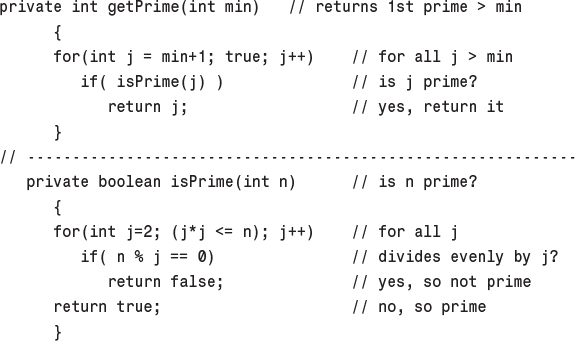 private int getPrime(int min)   // returns 1st prime > min
      {
      for(int j = min+1; true; j++)    // for all j > min
         if( isPrime(j) )              // is j prime?
            return j;                  // yes, return it
      }
// -------------------------------------------------------------
   private boolean isPrime(int n)      // is n prime?
      {
      for(int j=2; (j*j <= n); j++)    // for all j
         if( n % j == 0)               // divides evenly by j?
            return false;              // yes, so not prime
      return true;                     // no, so prime
      }